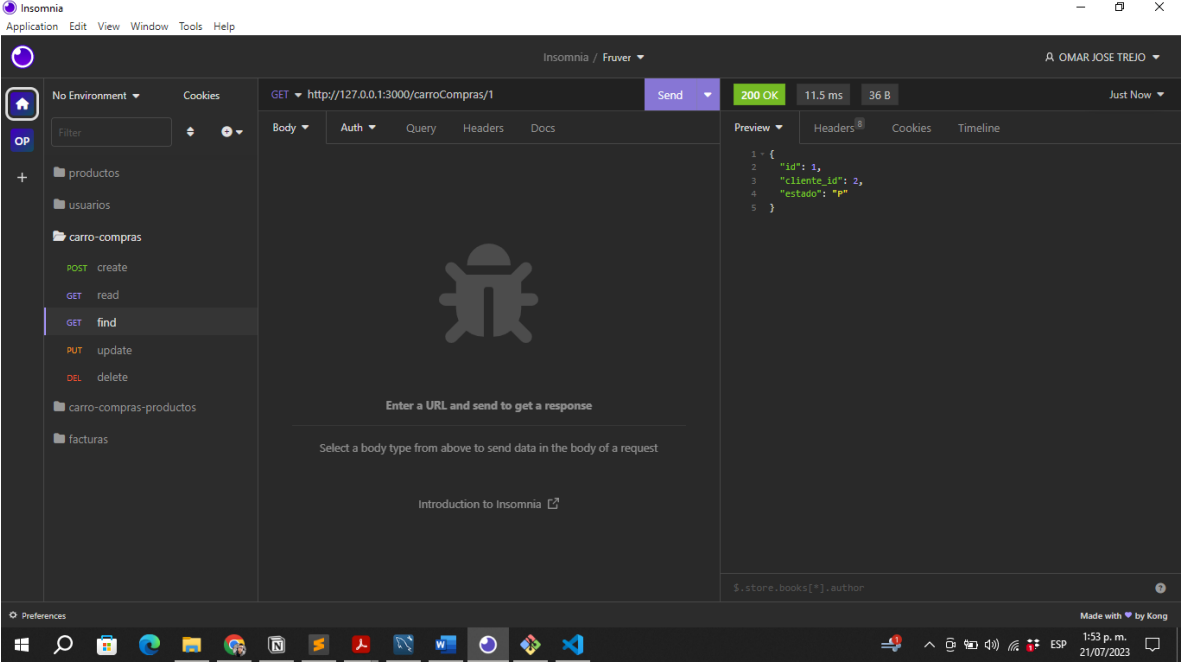 Insomnia
Application Edit View Window Tools Help
Insomnia / Fruver
OMAR JOSE TREJO
No Environment
Cookies
GET http://127.0.0.1:3000/carroCompras/1
Send
200 OK
11.5 ms
36 B
Just Now
Filter
OP
Body
Auth
Query
Headers
Docs
Preview
Headers 8
Cookies
Timeline
productos
usuarios
carro-compras
POST create
GET read
GET find
PUT update
DEL delete
carro-compras-productos
facturas
Enter a URL and send to get a response
Select a body type from above to send data in the body of a request
Introduction to Insomnia
1 {
2 "id": 1,
3 "cliente_id": 2,
4 "estado": "P"
5 }
$.store.books[*].author
Preferences
Made with by Kong
ESP
1:53 p. m.
21/07/2023